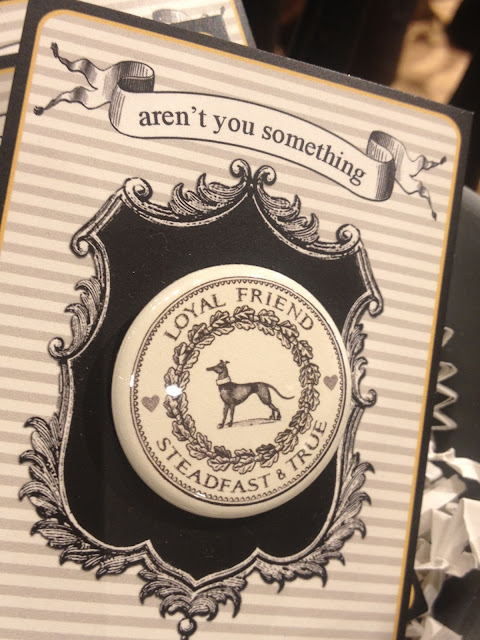 aren't you something
LOYAL FRIEND
STEADFAST & TRUE